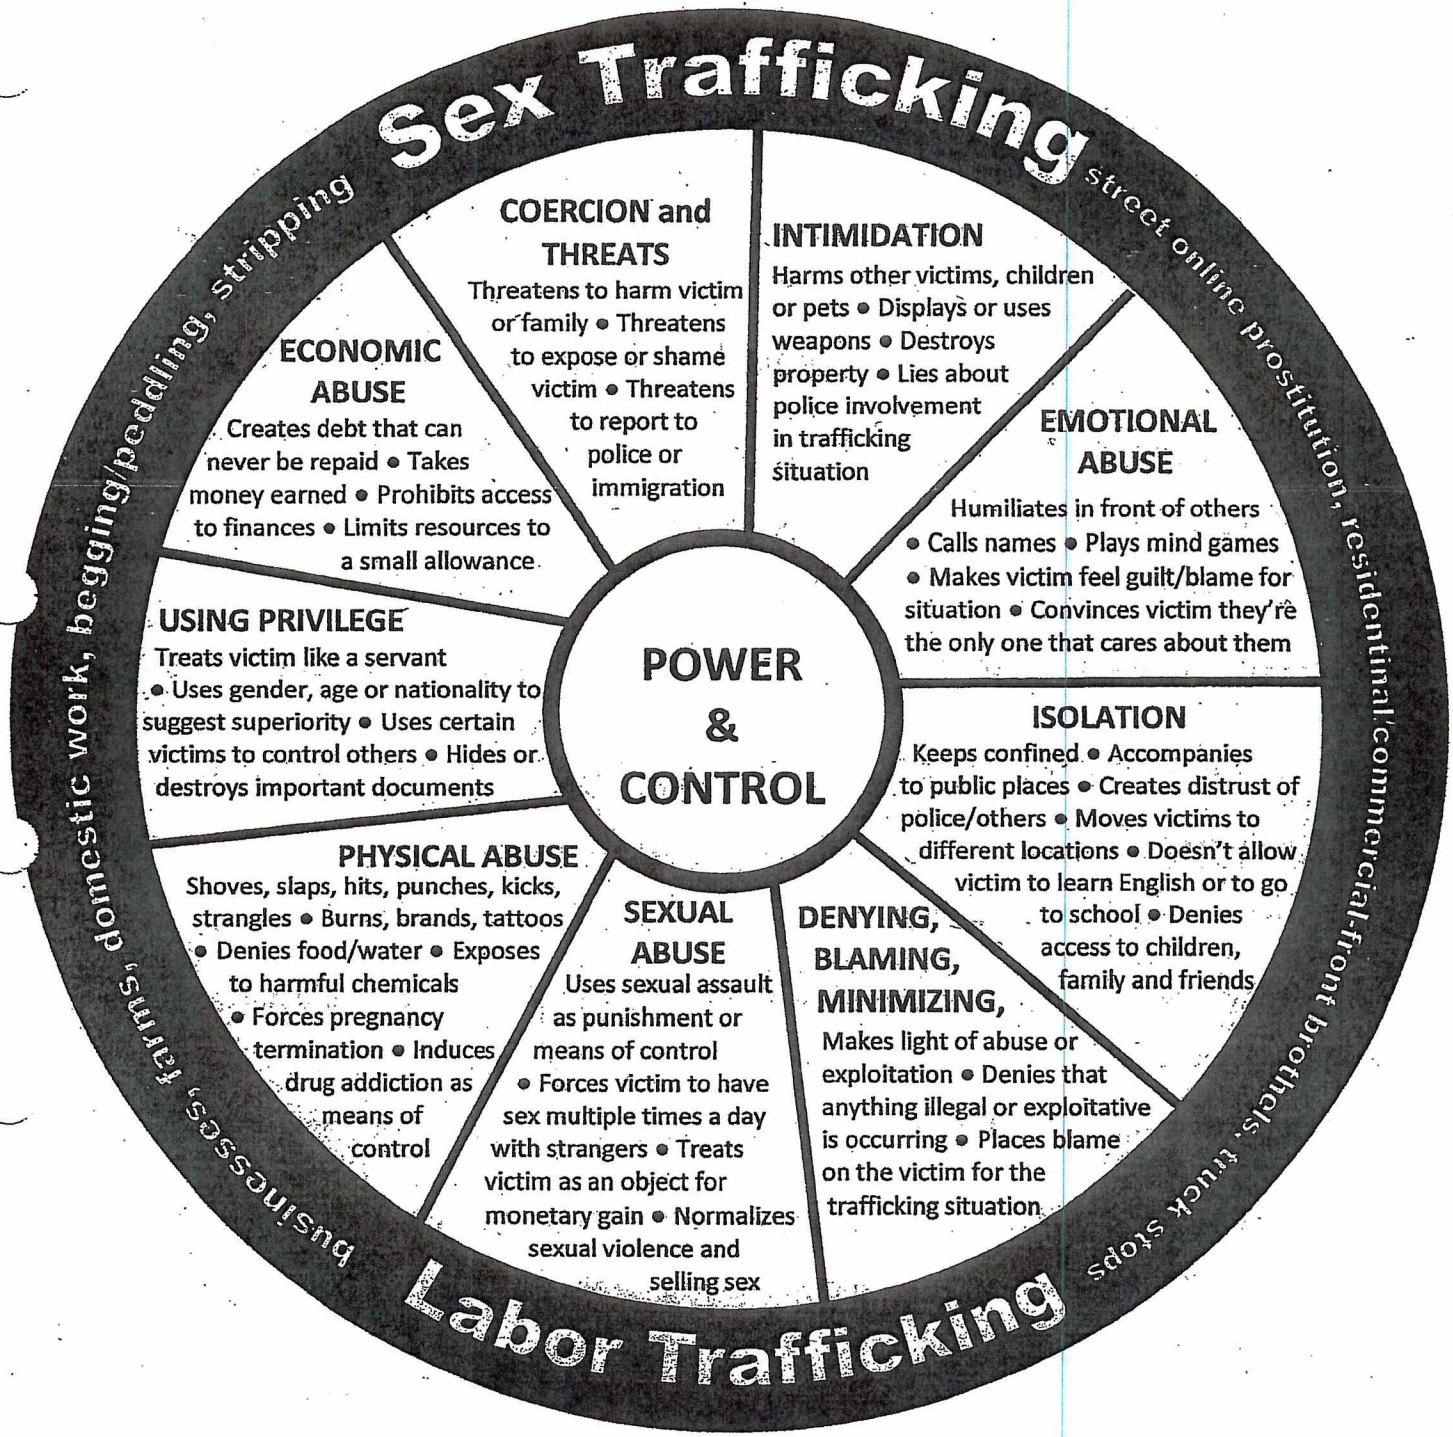 Sex Trafficking
street online prostitution, residentinal/commercial-front brothels, truck stops
Labor Trafficking
businesses, farms, domestic work, begging/peddling, stripping
COERCION and
THREATS
Threatens to harm victim
or family • Threatens
to expose or shame
victim • Threatens
to report to
police or
immigration
INTIMIDATION
Harms other victims, children
or pets • Displays or uses
weapons • Destroys
property • Lies about
police involvement
in trafficking
situation
EMOTIONAL
ABUSE
Humiliates in front of others
• Calls names • Plays mind games
• Makes victim feel guilt/blame for
situation • Convinces victim they're
the only one that cares about them
ISOLATION
Keeps confined • Accompanies
to public places • Creates distrust of
police/others • Moves victims to
different locations • Doesn't allow
victim to learn English or to go
to school • Denies
access to children,
family and friends
DENYING,
BLAMING,
MINIMIZING,
Makes light of abuse or
exploitation • Denies that
anything illegal or exploitative
is occurring • Places blame
on the victim for the
trafficking situation
SEXUAL
ABUSE
Uses sexual assault
as punishment or
means of control
• Forces victim to have
sex multiple times a day
with strangers • Treats
victim as an object for
monetary gain • Normalizes
sexual violence and
selling sex
PHYSICAL ABUSE
Shoves, slaps, hits, punches, kicks,
strangles • Burns, brands, tattoos
• Denies food/water • Exposes
to harmful chemicals
• Forces pregnancy
termination • Induces
drug addiction as
means of
control
USING PRIVILEGE
Treats victim like a servant
• Uses gender, age or nationality to
suggest superiority • Uses certain
victims to control others • Hides or
destroys important documents
ECONOMIC
ABUSE
Creates debt that can
never be repaid • Takes
money earned • Prohibits access
to finances • Limits resources to
a small allowance
POWER
&
CONTROL